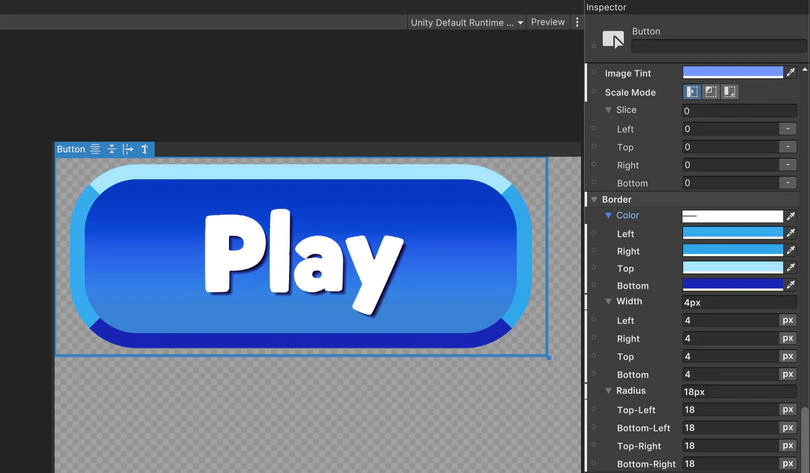 Inspector
Unity Default Runtime ...
Preview
Button
Image Tint
Scale Mode
Slice
0
Left
0
-
Top
0
-
Right
0
-
Bottom
0
-
Border
Color
Left
Right
Top
Bottom
Width
4px
Left
4
px
Right
4
px
Top
4
px
Bottom
4
px
Radius
18px
Top-Left
18
px
Bottom-Left
18
px
Top-Right
18
px
Bottom-Right
18
px
Button
Play